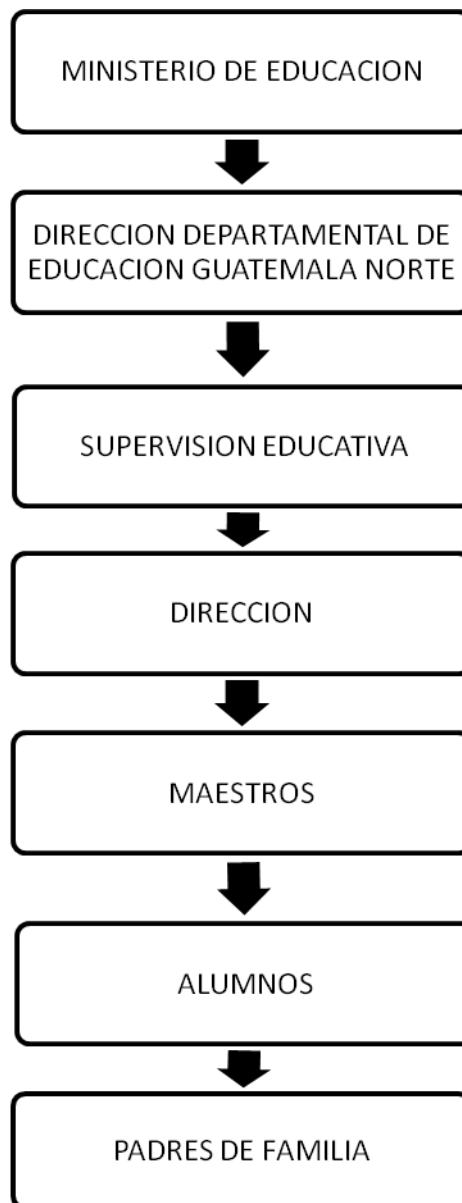 MINISTERIO DE EDUCACION
DIRECCION DEPARTAMENTAL DE
EDUCACION GUATEMALA NORTE
SUPERVISION EDUCATIVA
DIRECCION
MAESTROS
ALUMNOS
PADRES DE FAMILIA